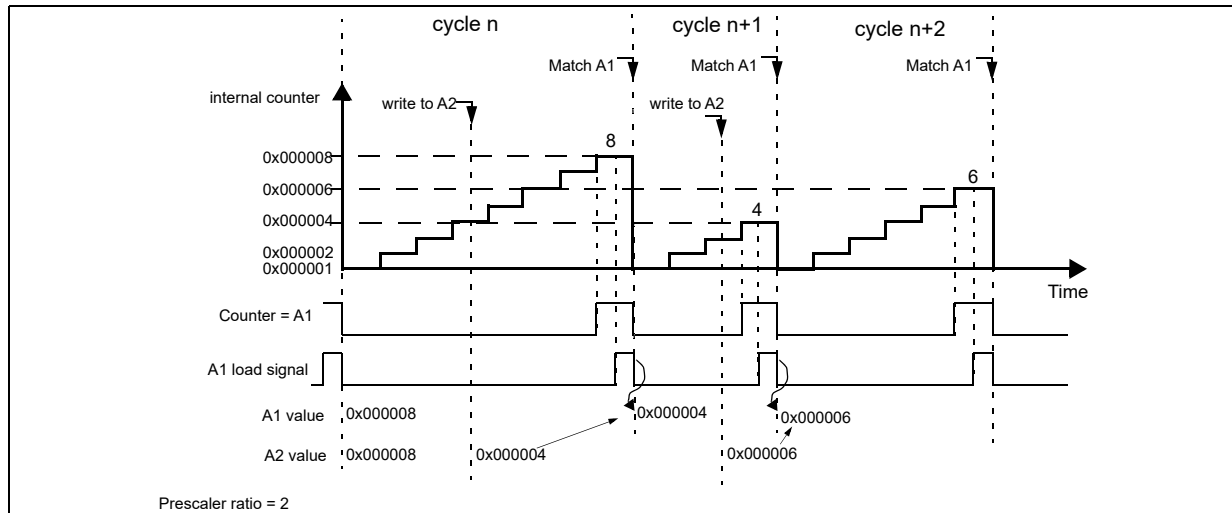 cycle n
cycle n+1
cycle n+2
Match A1
Match A1
Match A1
internal counter
write to A2
write to A2
8
0x000008
6
0x000006
4
0x000004
0x000002
0x000001
Time
Counter = A1
A1 load signal
A1 value
0x000008
0x000004
0x000006
A2 value
0x000008
0x000004
0x000006
Prescaler ratio = 2